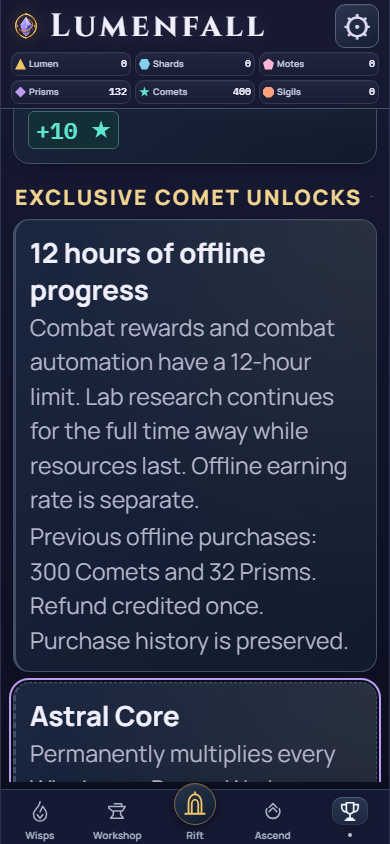 LUMENFALL
Lumen 0
Shards 0
Motes 0
Prisms 132
Comets 400
Sigils 0
+10 ★
EXCLUSIVE COMET UNLOCKS
12 hours of offline
progress
Combat rewards and combat
automation have a 12-hour
limit. Lab research continues
for the full time away while
resources last. Offline earning
rate is separate.
Previous offline purchases:
300 Comets and 32 Prisms.
Refund credited once.
Purchase history is preserved.
Astral Core
Permanently multiplies every
Wisps
Workshop
Rift
Ascend